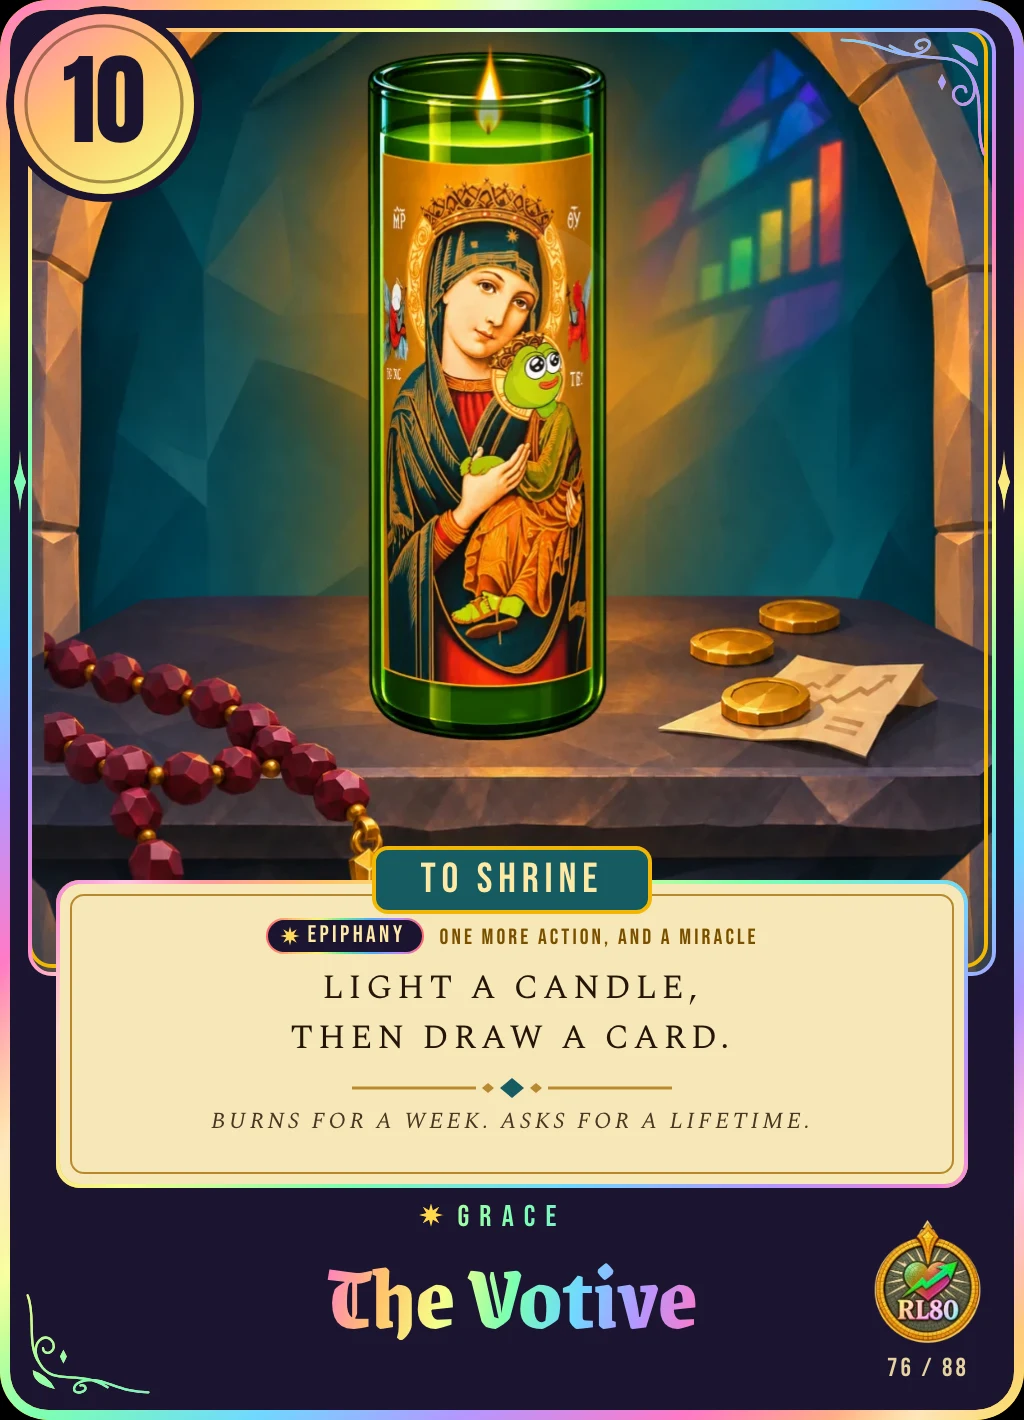 10
M͞P Θ͞Y
TO SHRINE
EPIPHANY ONE MORE ACTION, AND A MIRACLE
LIGHT A CANDLE,
THEN DRAW A CARD.
BURNS FOR A WEEK. ASKS FOR A LIFETIME.
GRACE
The Votive
RL80
76 / 88